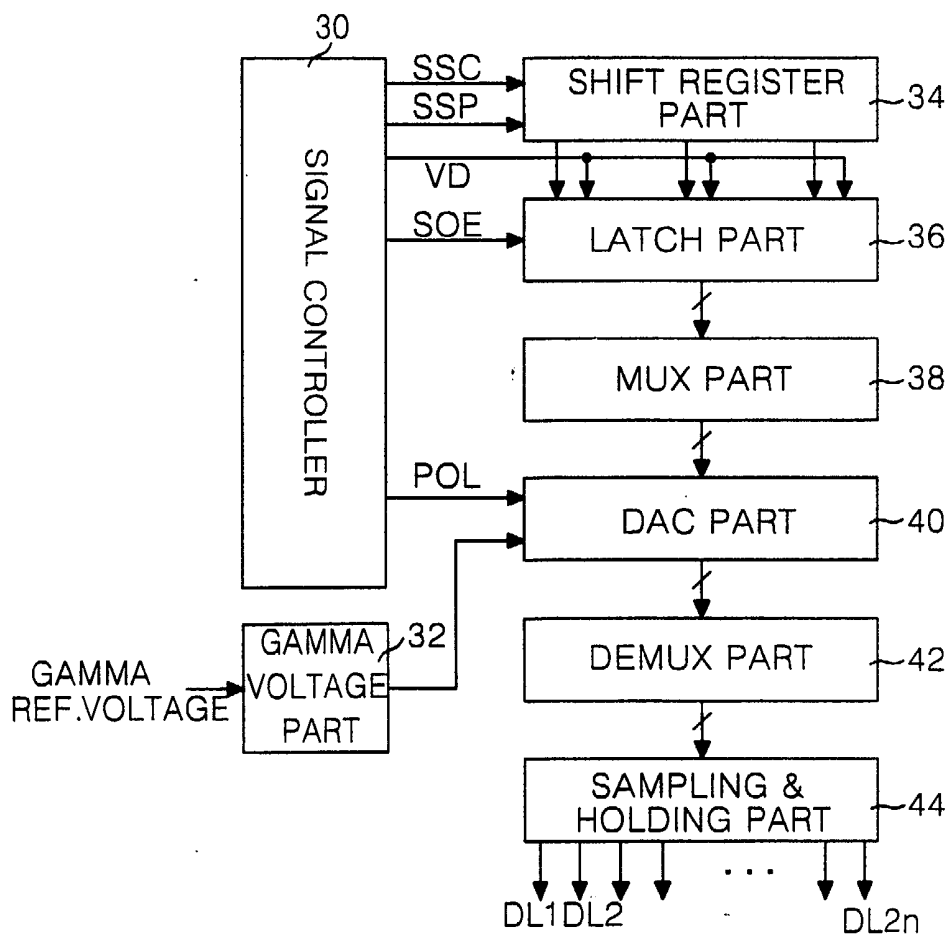 30
SSC
SSP
VD
SOE
SIGNAL CONTROLLER
POL
SHIFT REGISTER
PART
34
LATCH PART
36
MUX PART
38
DAC PART
40
GAMMA
REF.VOLTAGE
GAMMA
VOLTAGE
PART
32
DEMUX PART
42
SAMPLING &
HOLDING PART
44
DL1 DL2
...
DL2n